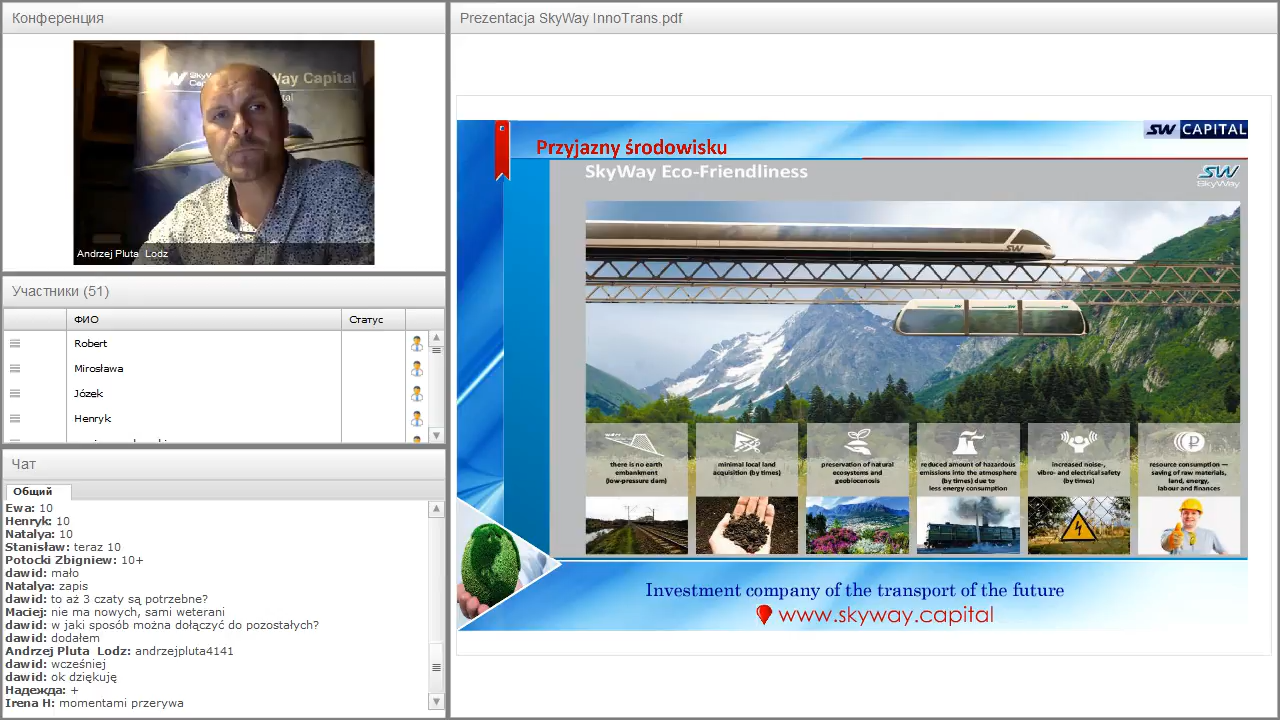 Конференция
SkyWay Capital
Andrzej Pluta Lodz
Участники (51)
ФИО Статус
Robert
Mirosława
Józek
Henryk
Чат
Общий
Ewa: 10
Henryk: 10
Natalya: 10
Stanisław: teraz 10
Potocki Zbigniew: 10+
dawid: mało
Natalya: zapis
dawid: to aż 3 czaty są potrzebne?
Maciej: nie ma nowych, sami weterani
dawid: w jaki sposób można dołączyć do pozostałych?
dawid: dodałem
Andrzej Pluta Lodz: andrzejpluta4141
dawid: wcześniej
dawid: ok dziękuję
Надежда: +
Irena H: momentami przerywa
Prezentacja SkyWay InnoTrans.pdf
SW CAPITAL
Przyjazny środowisku
SkyWay Eco-Friendliness
SW
SkyWay
SW
there is no earth
embankment
(low-pressure dam)
minimal local land
acquisition (by times)
preservation of natural
ecosystems and
geobiocenosis
reduced amount of hazardous
emissions into the atmosphere
(by times) due to
less energy consumption
increased noise-,
vibro- and electrical safety
(by times)
resource consumption —
saving of raw materials,
land, energy,
labour and finances
Investment company of the transport of the future
www.skyway.capital